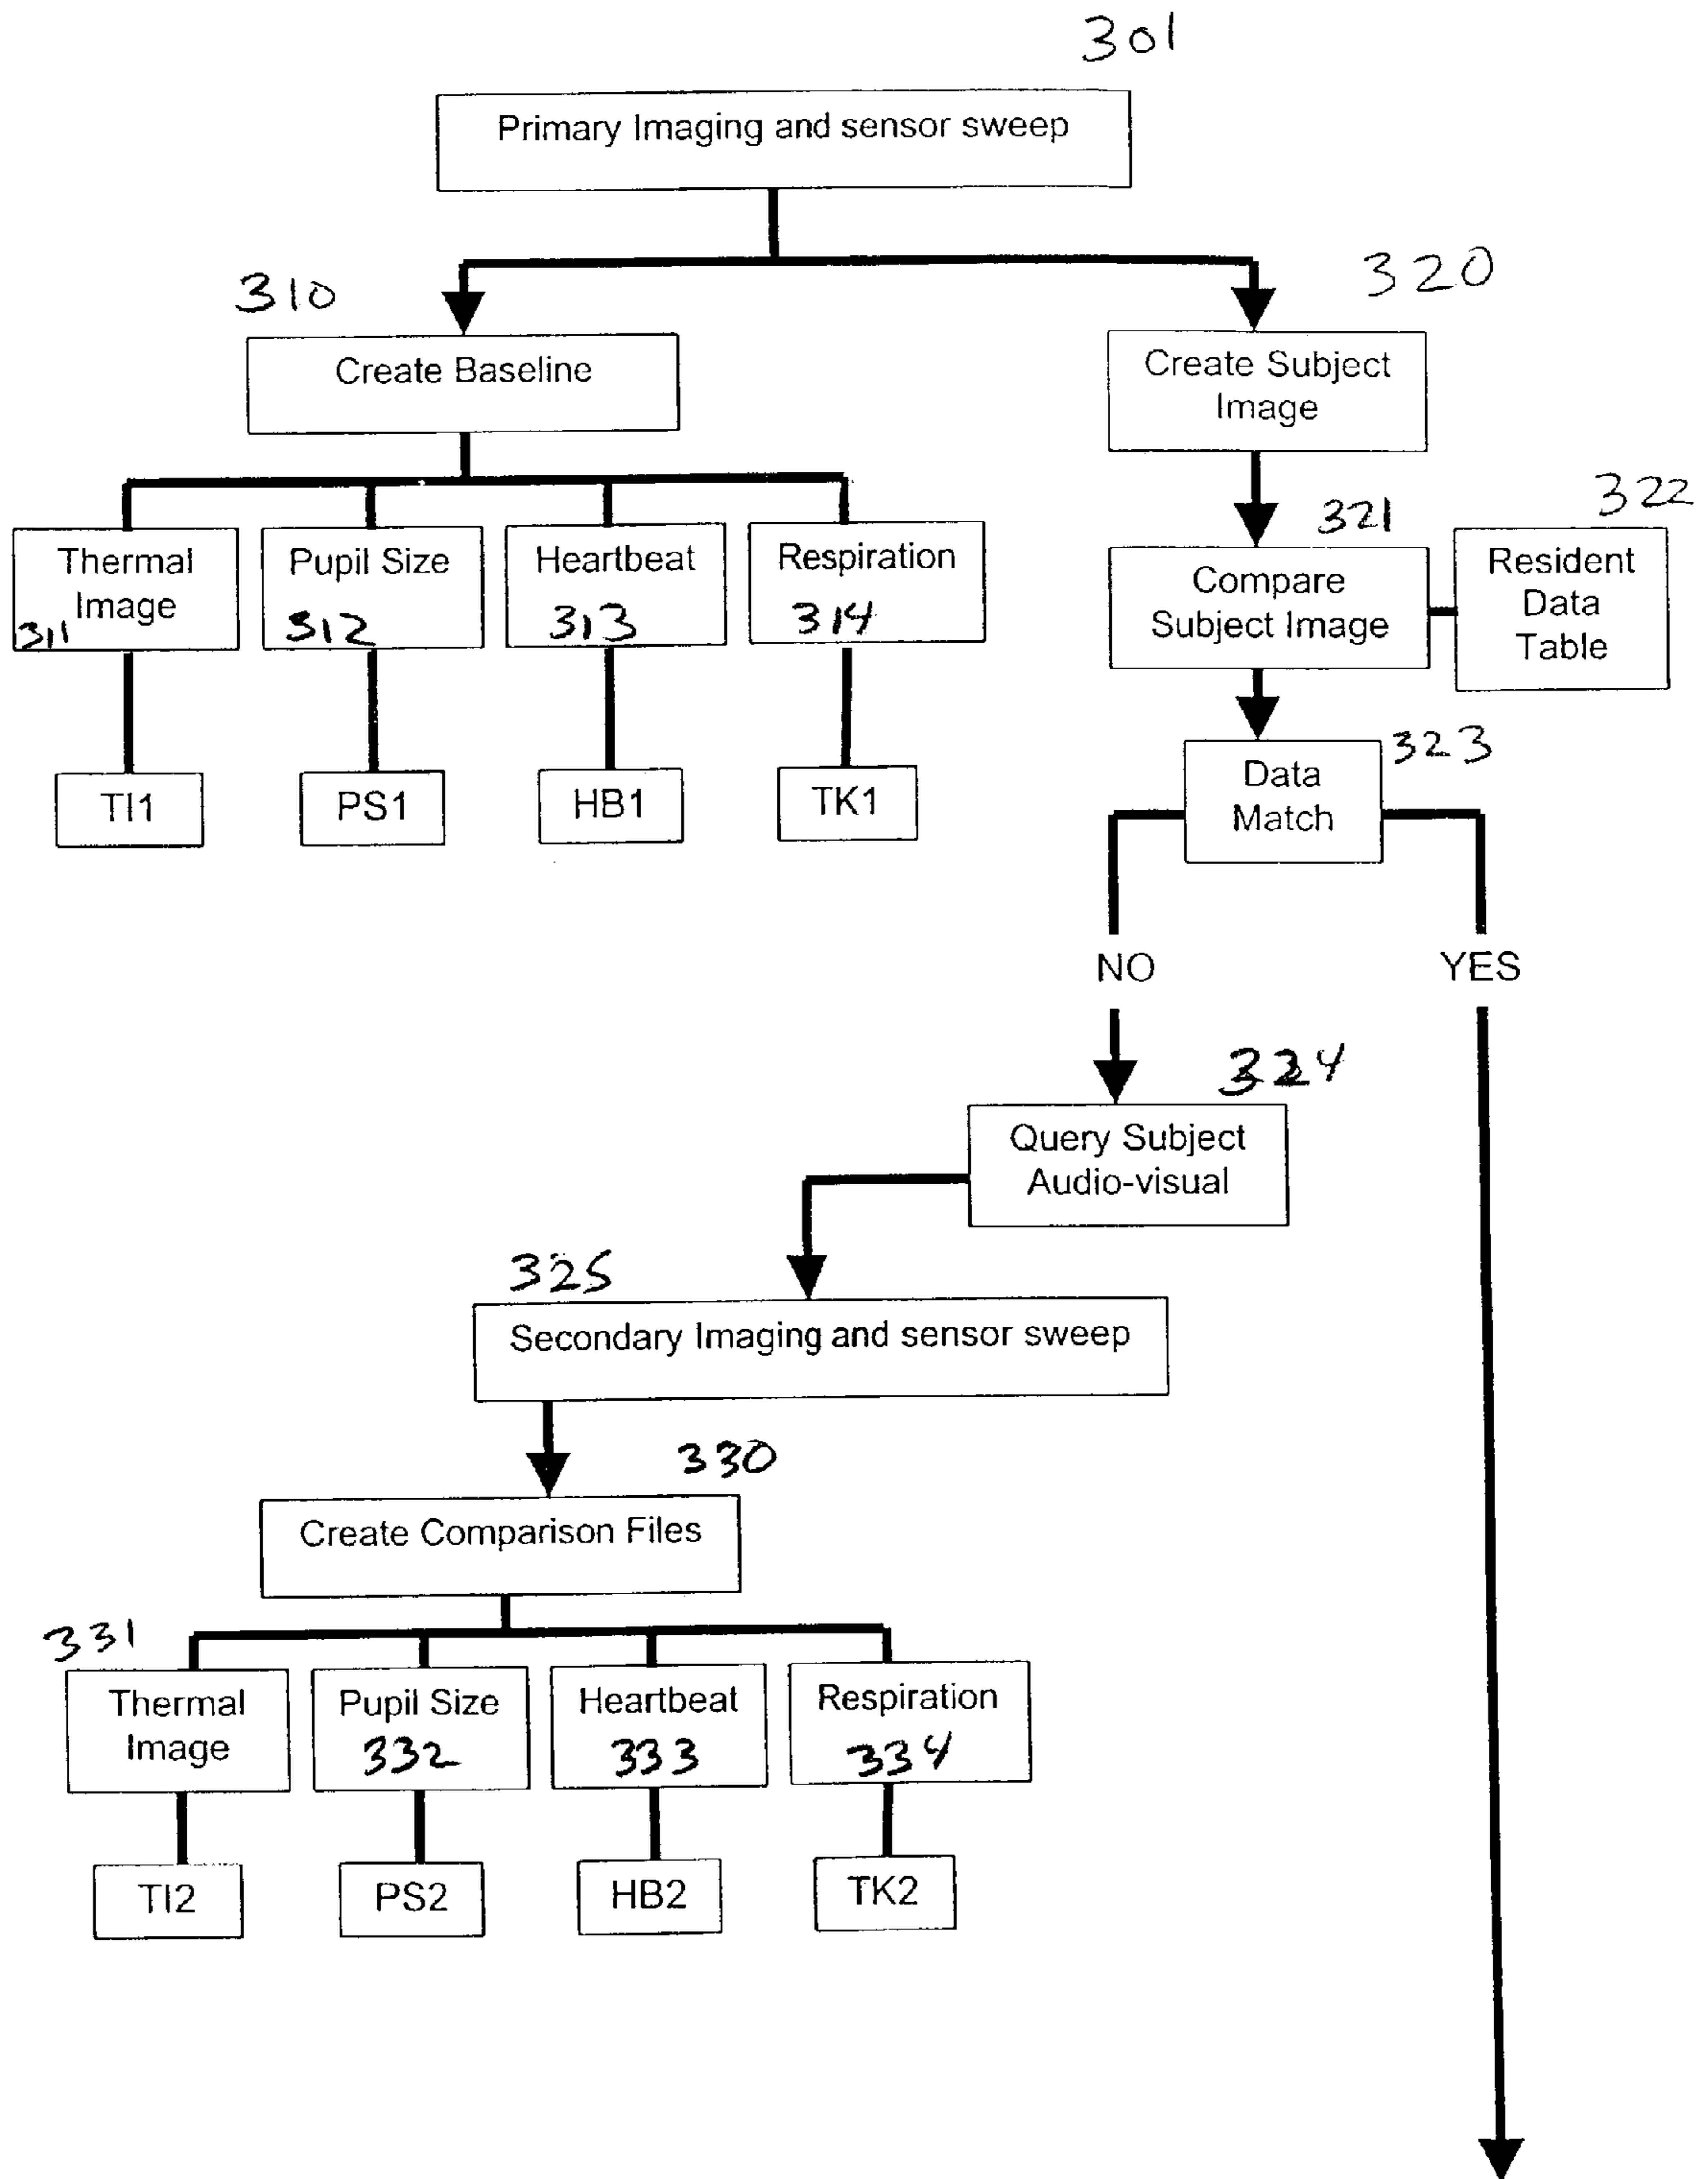 301
Primary Imaging and sensor sweep
310
320
Create Baseline
Create Subject
Image
322
321
Thermal
Image
311
Pupil Size
312
Heartbeat
313
Respiration
314
Compare
Subject Image
Resident
Data
Table
323
Data
Match
TI1
PS1
HB1
TK1
NO
YES
324
Query Subject
Audio-visual
325
Secondary Imaging and sensor sweep
330
Create Comparison Files
331
Thermal
Image
Pupil Size
332
Heartbeat
333
Respiration
334
TI2
PS2
HB2
TK2